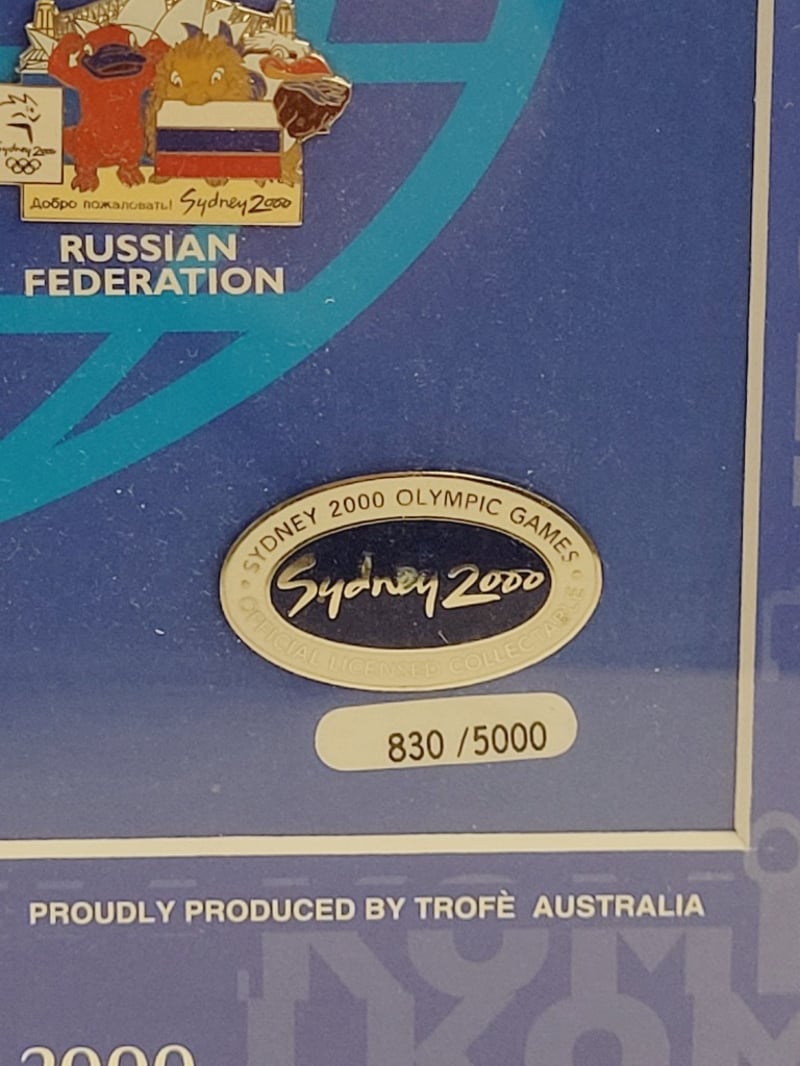 Sydney 2000
Добро пожаловать! Sydney 2000
RUSSIAN
FEDERATION
SYDNEY 2000 OLYMPIC GAMES
Sydney 2000
OFFICIAL LICENSED COLLECTABLE
830 /5000
PROUDLY PRODUCED BY TROFÈ AUSTRALIA
2000